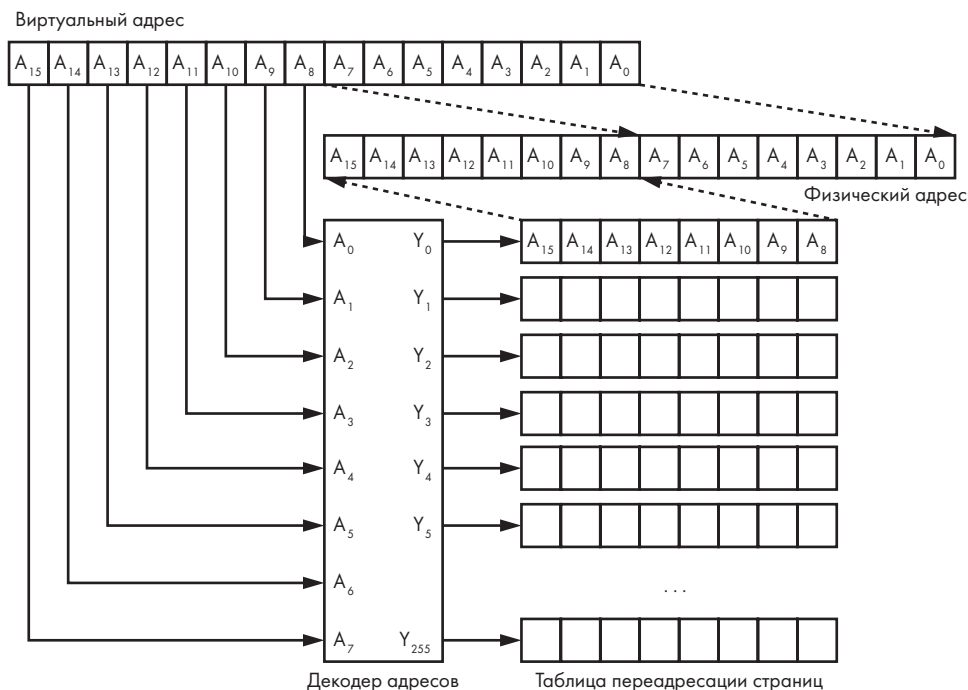 Виртуальный адрес
A15 A14 A13 A12 A11 A10 A9 A8 A7 A6 A5 A4 A3 A2 A1 A0
A15 A14 A13 A12 A11 A10 A9 A8 A7 A6 A5 A4 A3 A2 A1 A0
Физический адрес
A0 Y0 A15 A14 A13 A12 A11 A10 A9 A8
A1 Y1
A2 Y2
A3 Y3
A4 Y4
A5 Y5
A6 ...
A7 Y255
Декодер адресов Таблица переадресации страниц